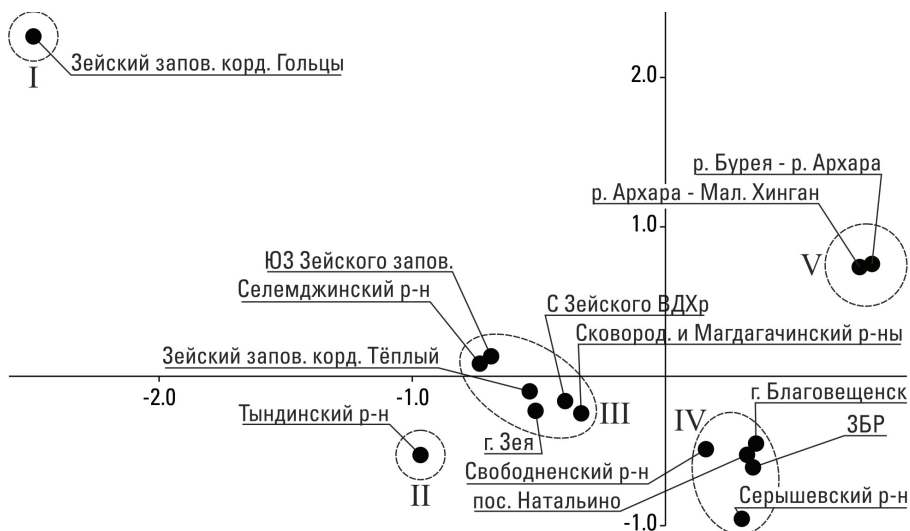 Зейский запов. корд. Гольцы
I
2.0
р. Бурея - р. Архара
р. Архара - Мал. Хинган
1.0
V
ЮЗ Зейского запов.
Селемджинский р-н
С Зейского ВДХр
Сковород. и Магдагачинский р-ны
Зейский запов. корд. Тёплый
-2.0
-1.0
г. Благовещенск
Тындинский р-н
III
IV
ЗБР
г. Зея
Свободненский р-н
II
пос. Натальино
Серышевский р-н
-1.0